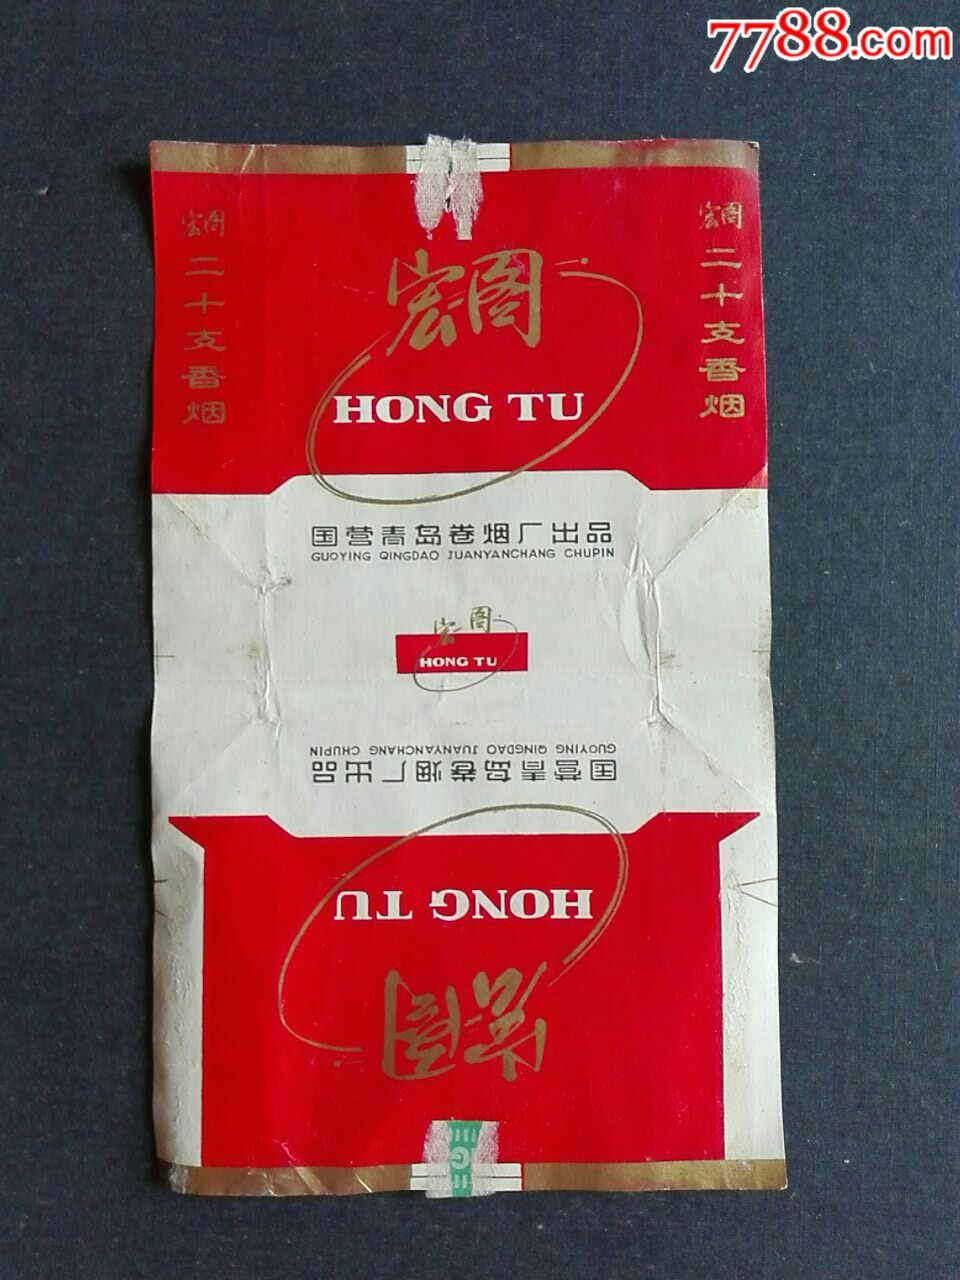 7788.com
宏图
二十支香烟
宏图
HONG TU
宏图
二十支香烟
国营青岛卷烟厂出品
GUOYING QINGDAO JUANYANCHANG CHUPIN
宏图
HONG TU
国营青岛卷烟厂出品
GUOYING QINGDAO JUANYANCHANG CHUPIN
HONG TU
宏图